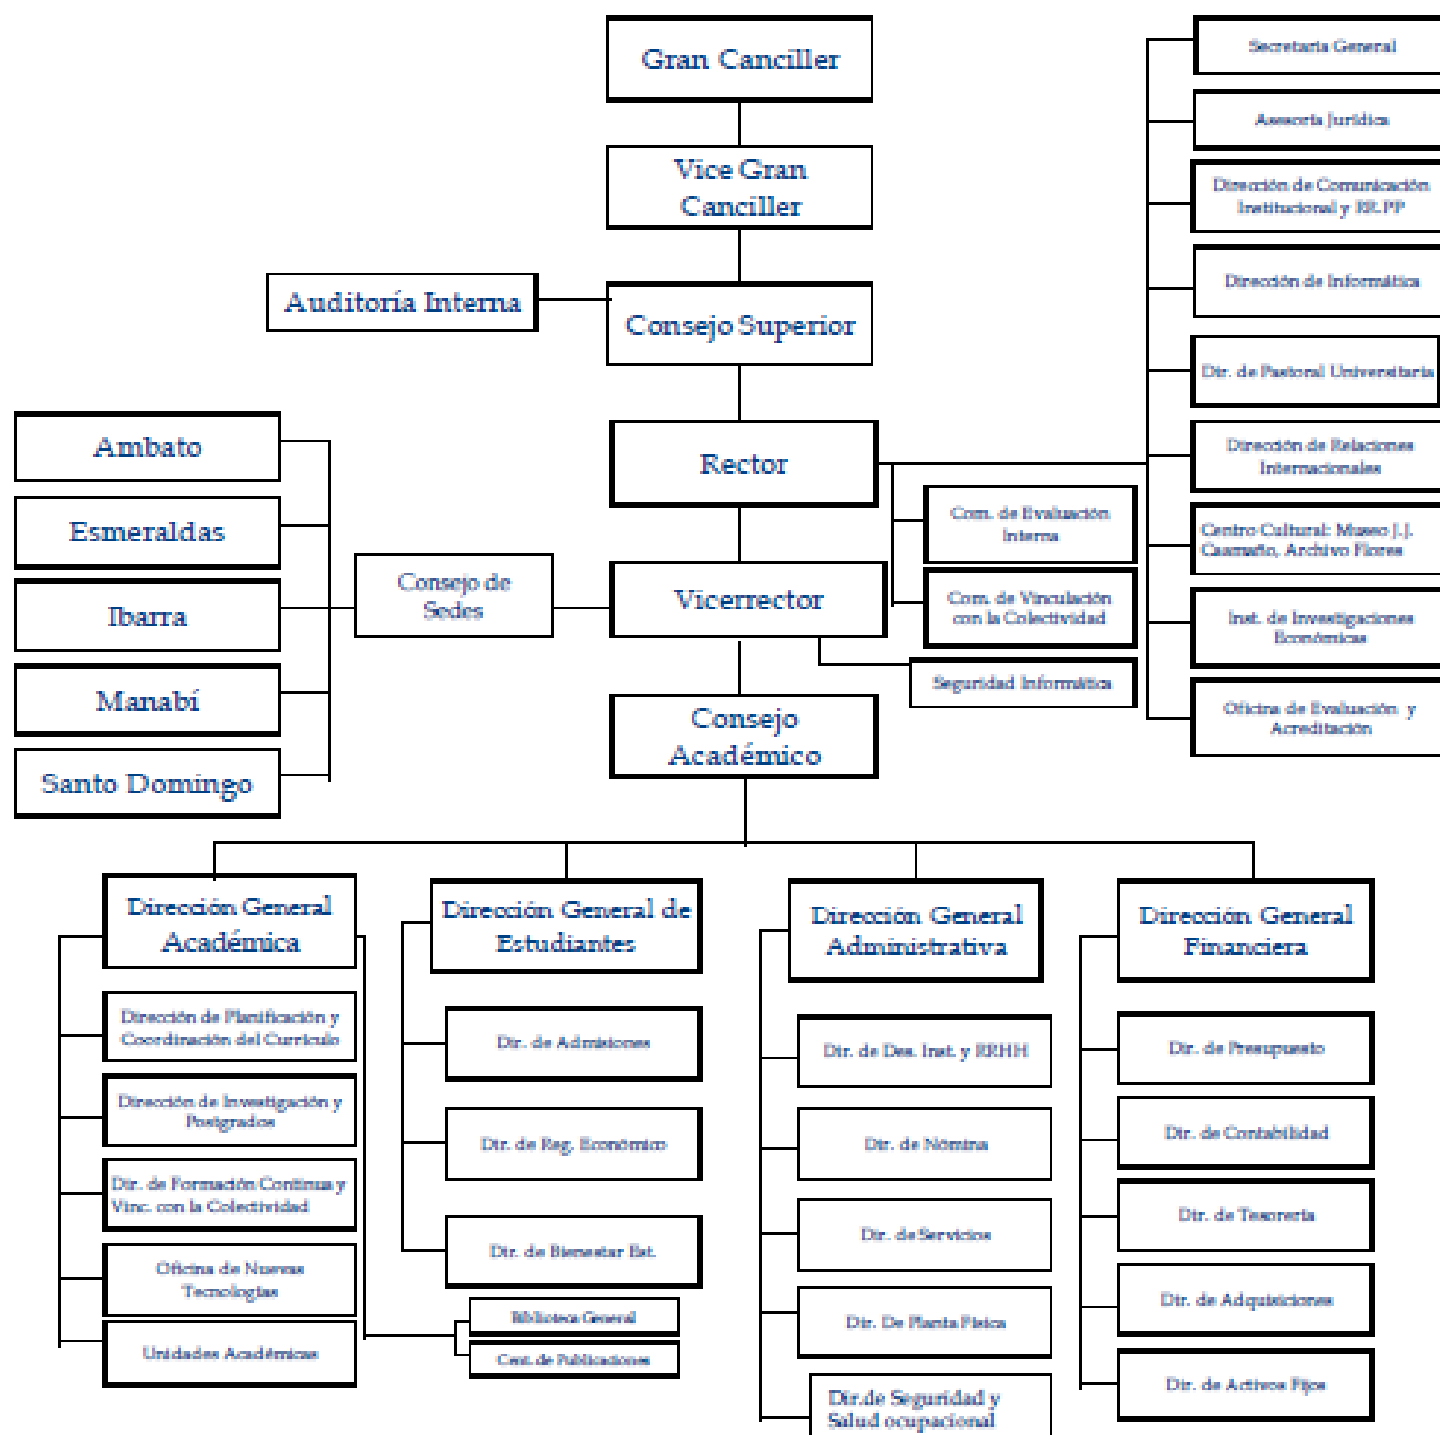 Gran Canciller
Vice Gran
Canciller
Auditoría Interna
Consejo Superior
Rector
Vicerrector
Consejo de
Sedes
Ambato
Esmeraldas
Ibarra
Manabí
Santo Domingo
Com. de Evaluación
Interna
Com. de Vinculación
con la Colectividad
Seguridad Informática
Consejo
Académico
Secretaria General
Asesoría Jurídica
Dirección de Comunicación
Institucional y RR.PP
Dirección de Informática
Dir. de Pastoral Universitaria
Dirección de Relaciones
Internacionales
Centro Cultural: Museo J.J.
Caamaño, Archivo Flores
Inst. de Investigaciones
Económicas
Oficina de Evaluación y
Acreditación
Dirección General
Académica
Dirección de Planificación y
Coordinación del Currículo
Dirección de Investigación y
Postgrados
Dir. de Formación Continua y
Vinc. con la Colectividad
Oficina de Nuevas
Tecnologías
Unidades Académicas
Dirección General de
Estudiantes
Dir. de Admisiones
Dir. de Reg. Económico
Dir. de Bienestar Est.
Biblioteca General
Cent. de Publicaciones
Dirección General
Administrativa
Dir. de Des. Inst. y RRHH
Dir. de Nómina
Dir. de Servicios
Dir. De Planta Física
Dir.de Seguridad y
Salud ocupacional
Dirección General
Financiera
Dir. de Presupuesto
Dir. de Contabilidad
Dir. de Tesorería
Dir. de Adquisiciones
Dir. de Activos Fijos